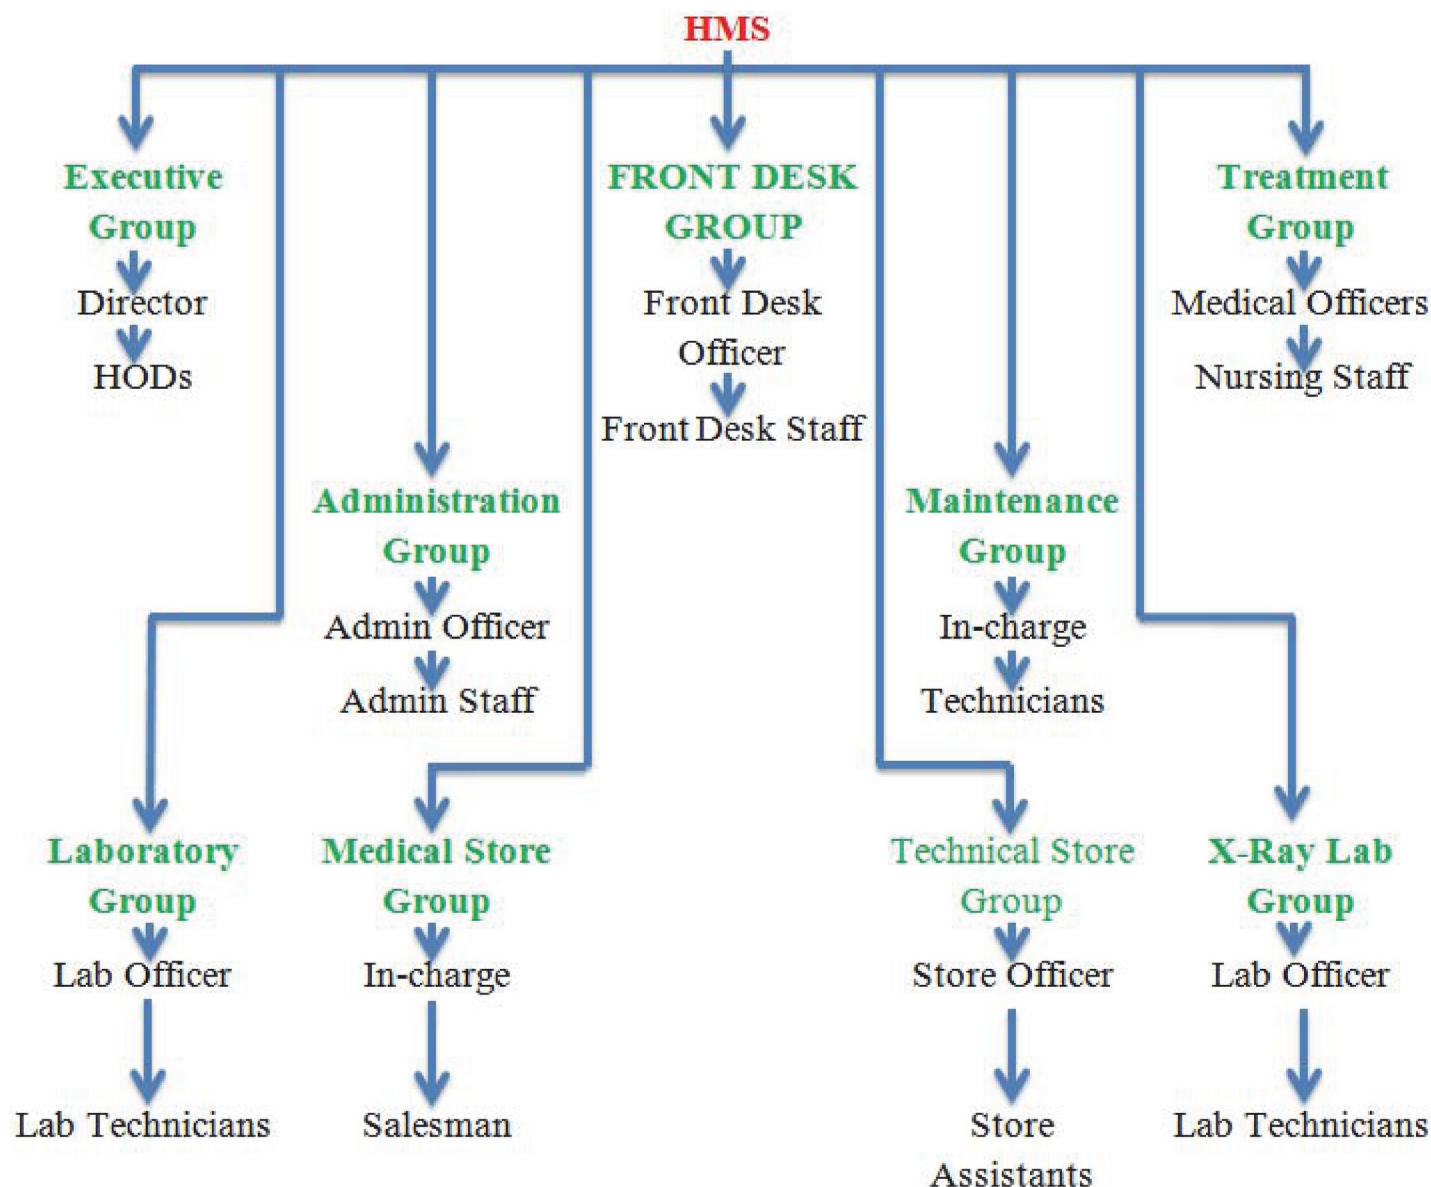 HMS
Executive
Group
Director
HODs
FRONT DESK
GROUP
Front Desk
Officer
Front Desk Staff
Treatment
Group
Medical Officers
Nursing Staff
Administration
Group
Admin Officer
Admin Staff
Maintenance
Group
In-charge
Technicians
Laboratory
Group
Lab Officer
Lab Technicians
Medical Store
Group
In-charge
Salesman
Technical Store
Group
Store Officer
Store
Assistants
X-Ray Lab
Group
Lab Officer
Lab Technicians